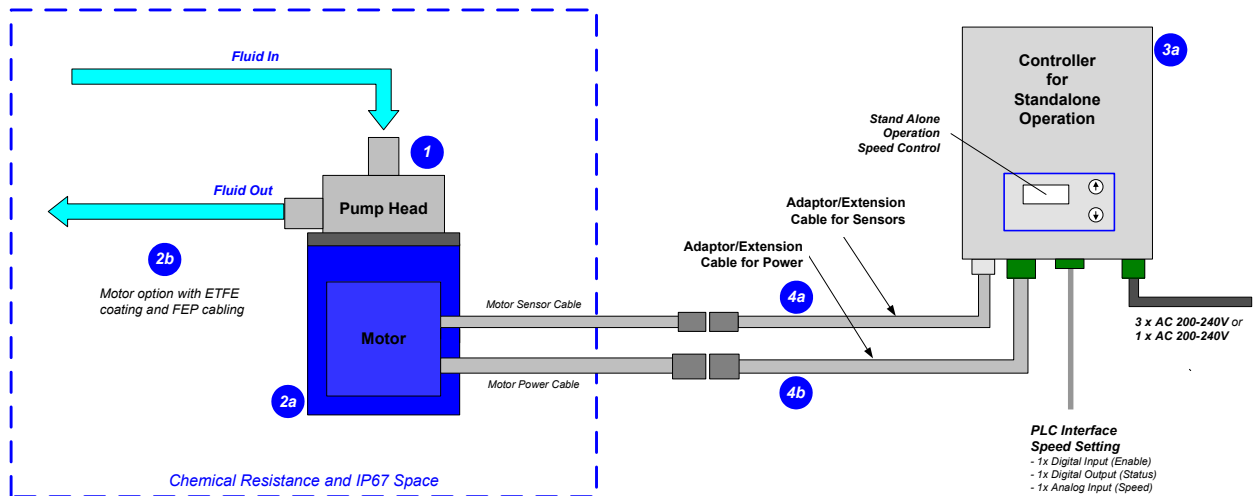 Fluid In
1
Fluid Out
Pump Head
2b
Motor option with ETFE
coating and FEP cabling
Motor
2a
Motor Sensor Cable
Motor Power Cable
Chemical Resistance and IP67 Space
Adaptor/Extension
Cable for Sensors
Adaptor/Extension
Cable for Power
4a
4b
Stand Alone
Operation
Speed Control
Controller
for
Standalone
Operation
3a
3 x AC 200-240V or
1 x AC 200-240V
PLC Interface
Speed Setting
- 1x Digital Input (Enable)
- 1x Digital Output (Status)
- 1x Analog Input (Speed)